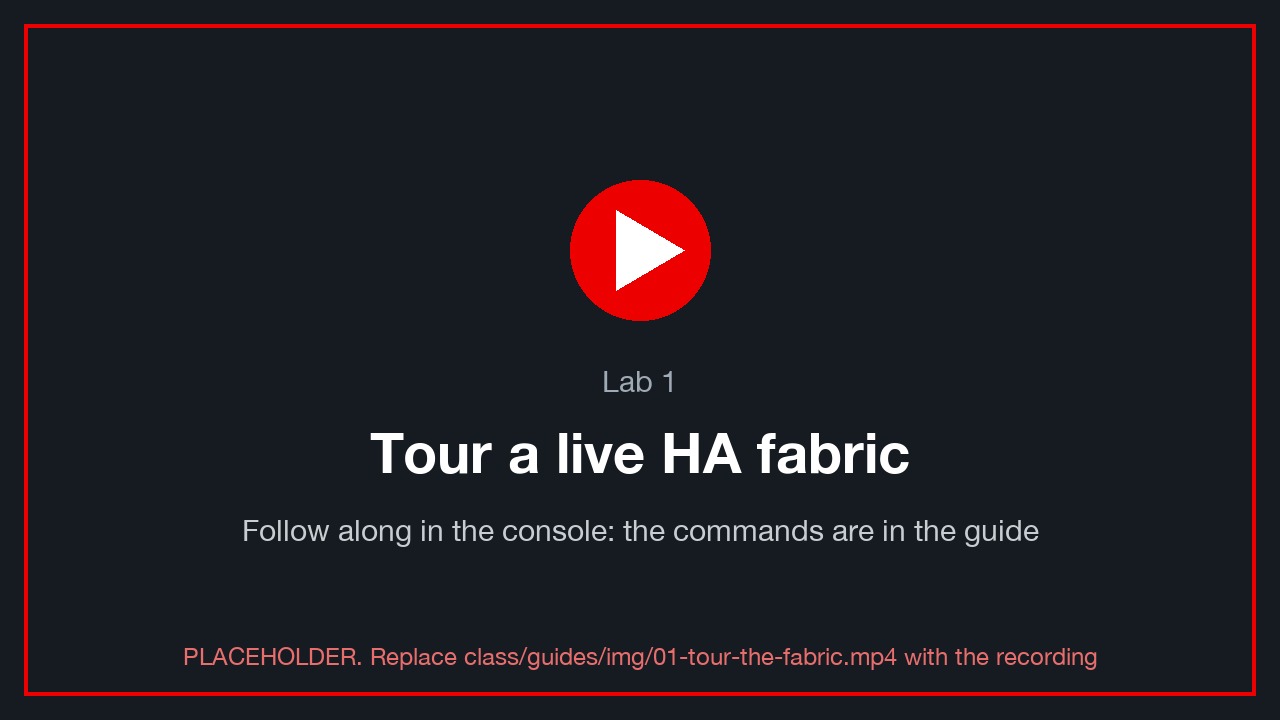 Lab 1
Tour a live HA fabric
Follow along in the console: the commands are in the guide
PLACEHOLDER. Replace class/guides/img/01-tour-the-fabric.mp4 with the recording